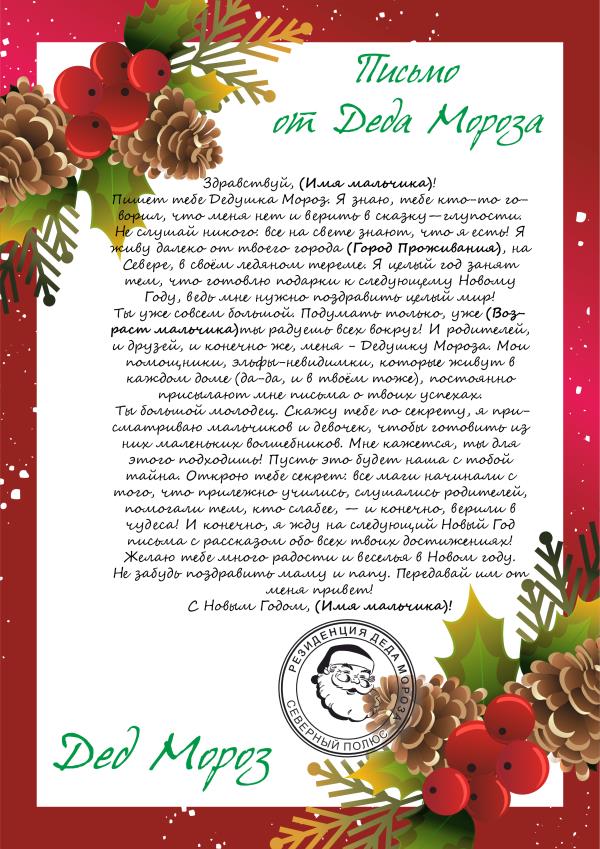 Письмо
от Деда Мороза
Здравствуй, (Имя мальчика)!
Пишет тебе Дедушка Мороз. Я знаю, тебе кто-то го-
ворил, что меня нет и верить в сказку—глупости.
Не слушай никого: все на свете знают, что я есть! Я
живу далеко от твоего города (Город Проживания), на
Севере, в своём ледяном тереме. Я целый год занят
тем, что готовлю подарки к следующему Новому
Году, ведь мне нужно поздравить целый мир!
Ты уже совсем большой. Подумать только, уже (Воз-
раст мальчика)ты радуешь всех вокруг! И родителей,
и друзей, и конечно же, меня - Дедушку Мороза. Мои
помощники, эльфы-невидимки, которые живут в
каждом доме (да-да, и в твоём тоже), постоянно
присылают мне письма о твоих успехах.
Ты большой молодец. Скажу тебе по секрету, я при-
сматриваю мальчиков и девочек, чтобы готовить из
них маленьких волшебников. Мне кажется, ты для
этого подходишь! Пусть это будет наша с тобой
тайна. Открою тебе секрет: все маги начинали с
того, что прилежно учились, слушались родителей,
помогали тем, кто слабее, — и конечно, верили в
чудеса! И конечно, я жду на следующий Новый Год
письма с рассказом обо всех твоих достижениях!
Желаю тебе много радости и веселья в Новом году.
Не забудь поздравить маму и папу. Передавай им от
меня привет!
С Новым Годом, (Имя мальчика)!
РЕЗИДЕНЦИЯ ДЕДА МОРОЗА
СЕВЕРНЫЙ ПОЛЮС
Дед Мороз